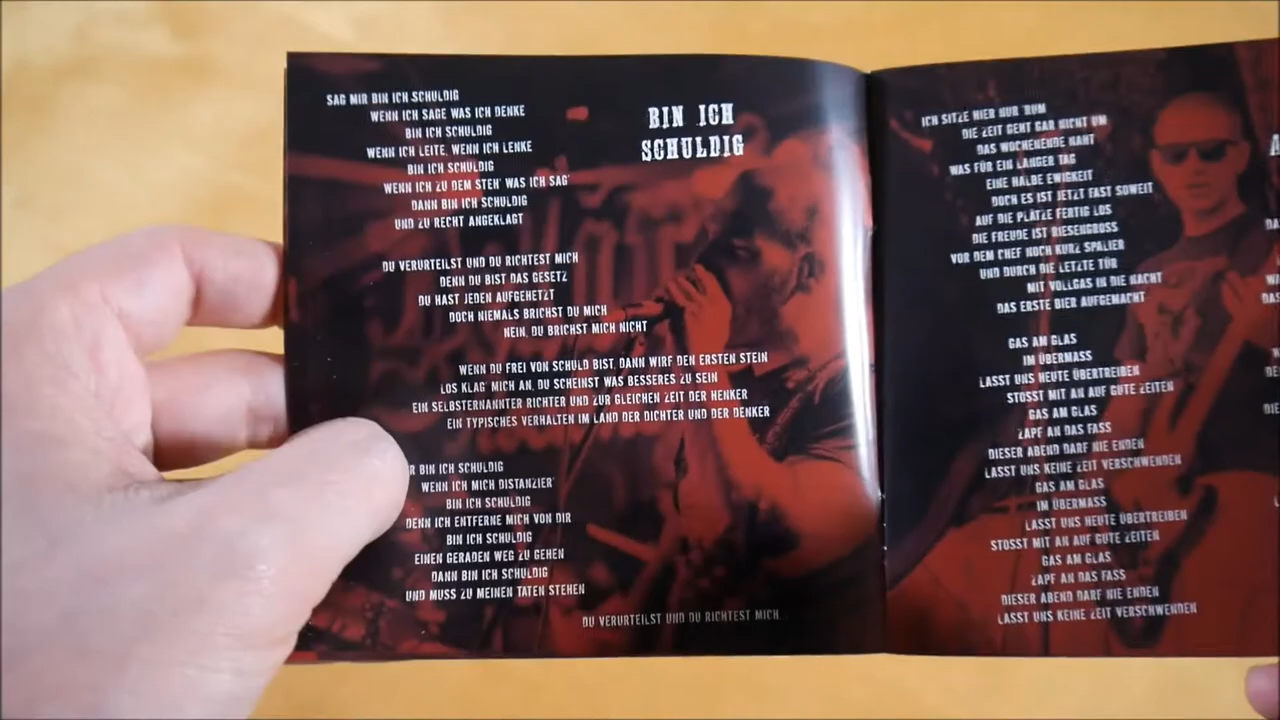 SAG MIR BIN ICH SCHULDIG
WENN ICH SAGE WAS ICH DENKE
BIN ICH SCHULDIG
WENN ICH LEITE, WENN ICH LENKE
BIN ICH SCHULDIG
WENN ICH ZU DEM STEH' WAS ICH SAG'
DANN BIN ICH SCHULDIG
UND ZU RECHT ANGEKLAGT
BIN ICH
SCHULDIG
DU VERURTEILST UND DU RICHTEST MICH
DENN DU BIST DAS GESETZ
DU HAST JEDEN AUFGEHETZT
DOCH NIEMALS BRICHST DU MICH
NEIN, DU BRICHST MICH NICHT
WENN DU FREI VON SCHULD BIST, DANN WIRF DEN ERSTEN STEIN
LOS KLAG' MICH AN, DU SCHEINST WAS BESSERES ZU SEIN
EIN SELBSTERNANNTER RICHTER UND ZUR GLEICHEN ZEIT DER HENKER
EIN TYPISCHES VERHALTEN IM LAND DER DICHTER UND DER DENKER
R BIN ICH SCHULDIG
WENN ICH MICH DISTANZIER'
BIN ICH SCHULDIG
DENN ICH ENTFERNE MICH VON DIR
BIN ICH SCHULDIG
EINEN GERADEN WEG ZU GEHEN
DANN BIN ICH SCHULDIG
UND MUSS ZU MEINEN TATEN STEHEN
DU VERURTEILST UND DU RICHTEST MICH...
ICH SITZE HIER NUR 'RUM
DIE ZEIT GEHT GAR NICHT UM
DAS WOCHENENDE NAHT
WAS FÜR EIN LANGER TAG
EINE HALBE EWIGKEIT
DOCH ES IST JETZT FAST SOWEIT
AUF DIE PLÄTZE FERTIG LOS
DIE FREUDE IST RIESENGROSS
VOR DEM CHEF NOCH KURZ SPALIER
UND DURCH DIE LETZTE TÜR
MIT VOLLGAS IN DIE NACHT
DAS ERSTE BIER AUFGEMACHT
GAS AM GLAS
IM ÜBERMASS
LASST UNS HEUTE ÜBERTREIBEN
STOSST MIT AN AUF GUTE ZEITEN
GAS AM GLAS
ZAPF AN DAS FASS
DIESER ABEND DARF NIE ENDEN
LASST UNS KEINE ZEIT VERSCHWENDEN
GAS AM GLAS
IM ÜBERMASS
LASST UNS HEUTE ÜBERTREIBEN
STOSST MIT AN AUF GUTE ZEITEN
GAS AM GLAS
ZAPF AN DAS FASS
DIESER ABEND DARF NIE ENDEN
LASST UNS KEINE ZEIT VERSCHWENDEN